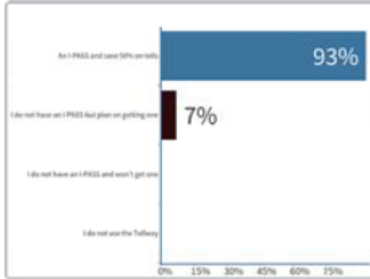 An I-PASS and save 50% on tolls
93%
I do not have an I-PASS but plan on getting one
7%
I do not have an I-PASS and won't get one
I do not use the Tollway
0% 15% 30% 45% 60% 75%